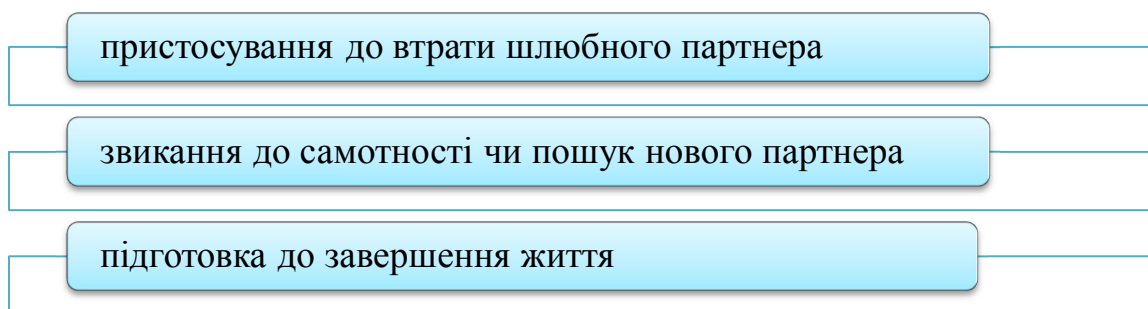 пристосування до втрати шлюбного партнера
звикання до самотності чи пошук нового партнера
підготовка до завершення життя